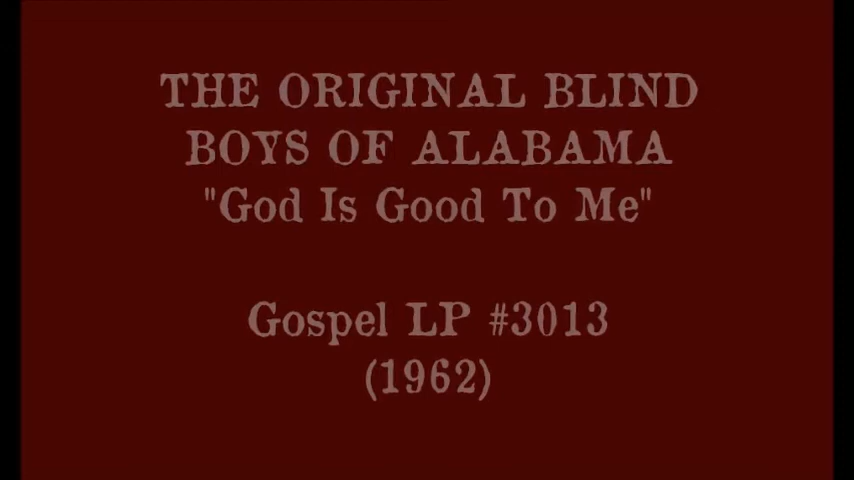 THE ORIGINAL BLIND
BOYS OF ALABAMA
"God Is Good To Me"
Gospel LP #3013
(1962)